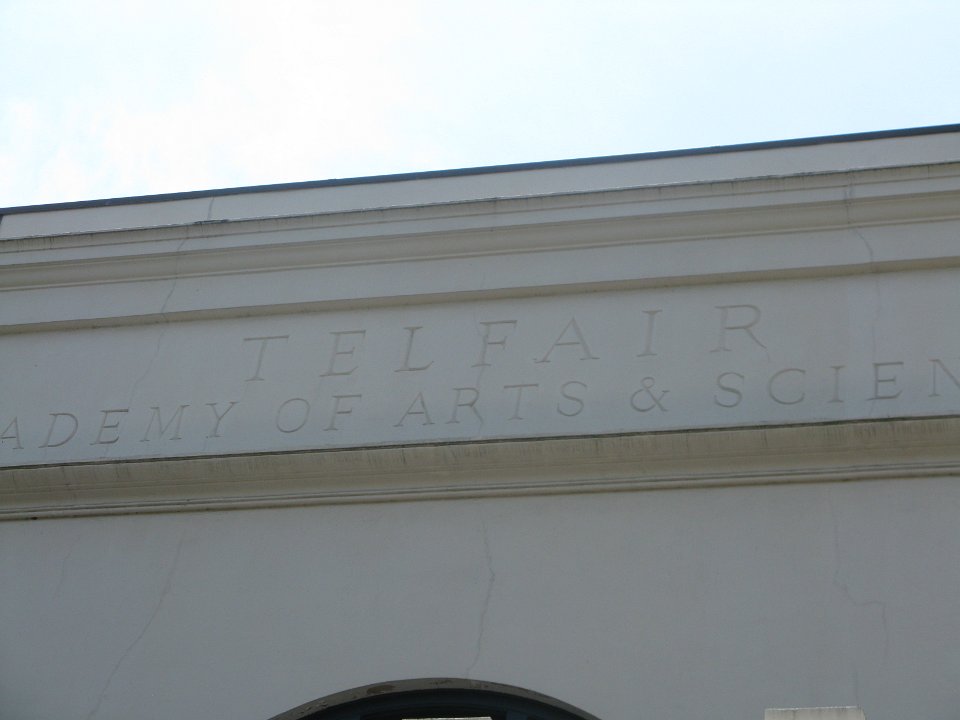 TELFAIR
ADEMY OF ARTS & SCIEN